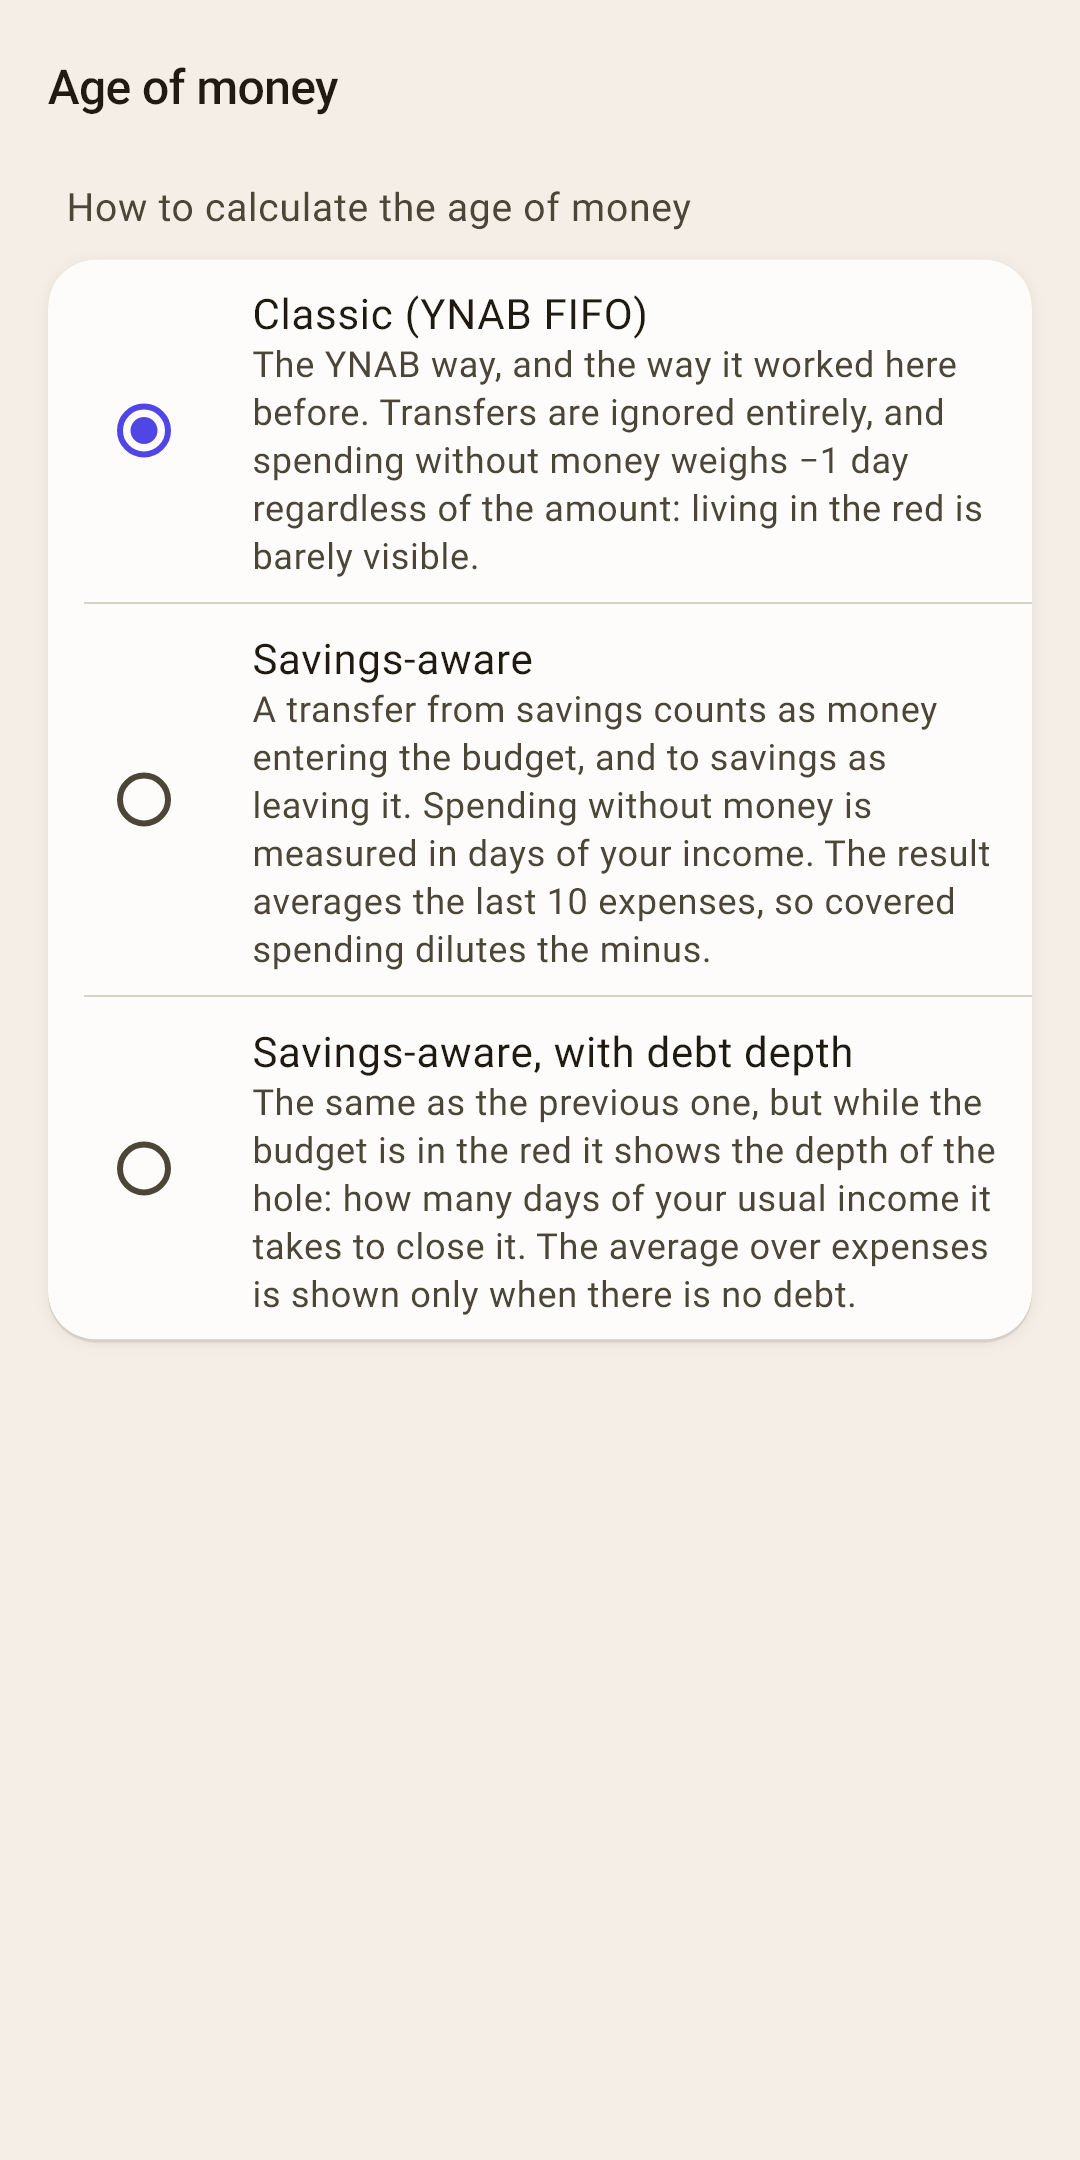 Age of money
How to calculate the age of money
Classic (YNAB FIFO)
The YNAB way, and the way it worked here
before. Transfers are ignored entirely, and
spending without money weighs −1 day
regardless of the amount: living in the red is
barely visible.
Savings-aware
A transfer from savings counts as money
entering the budget, and to savings as
leaving it. Spending without money is
measured in days of your income. The result
averages the last 10 expenses, so covered
spending dilutes the minus.
Savings-aware, with debt depth
The same as the previous one, but while the
budget is in the red it shows the depth of the
hole: how many days of your usual income it
takes to close it. The average over expenses
is shown only when there is no debt.